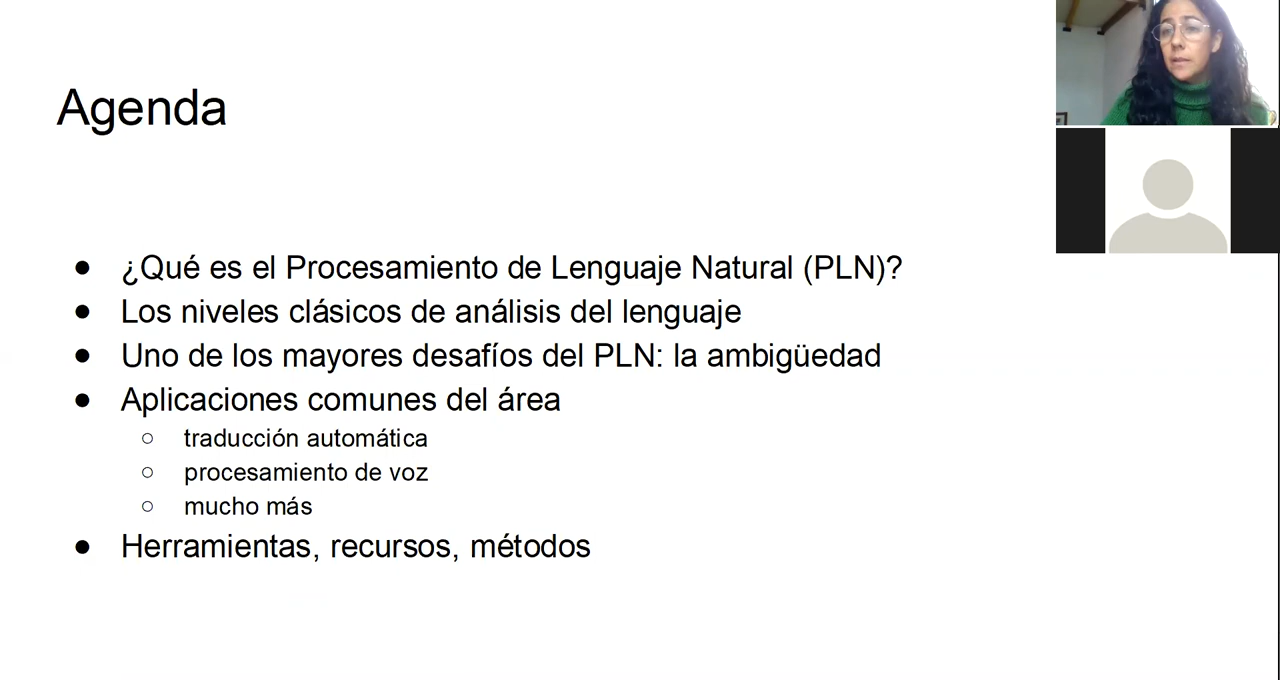 Agenda
● ¿Qué es el Procesamiento de Lenguaje Natural (PLN)?
● Los niveles clásicos de análisis del lenguaje
● Uno de los mayores desafíos del PLN: la ambigüedad
● Aplicaciones comunes del área
○ traducción automática
○ procesamiento de voz
○ mucho más
● Herramientas, recursos, métodos